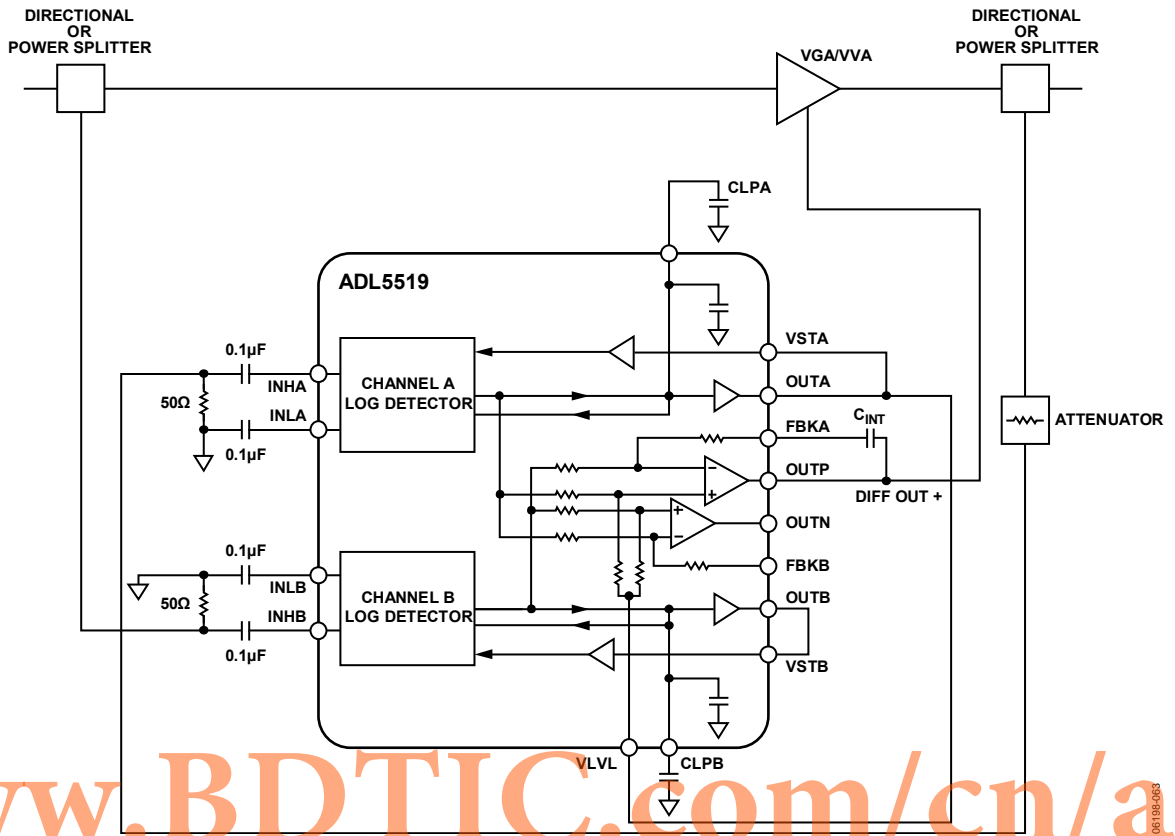 DIRECTIONAL
OR
POWER SPLITTER
DIRECTIONAL
OR
POWER SPLITTER
VGA/VVA
CLPA
ADL5519
0.1µF
INHA
50Ω
INLA
0.1µF
CHANNEL A
LOG DETECTOR
VSTA
OUTA
FBKA
CINT
OUTP
DIFF OUT +
OUTN
FBKB
ATTENUATOR
0.1µF
INLB
50Ω
INHB
0.1µF
CHANNEL B
LOG DETECTOR
OUTB
VSTB
VLVL
CLPB
w.BDTIC.com/cn/a
06198-063